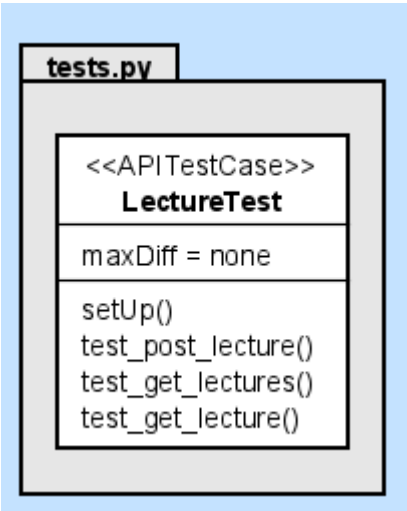 tests.py
<<APITestCase>>
LectureTest
maxDiff = none
setUp()
test_post_lecture()
test_get_lectures()
test_get_lecture()